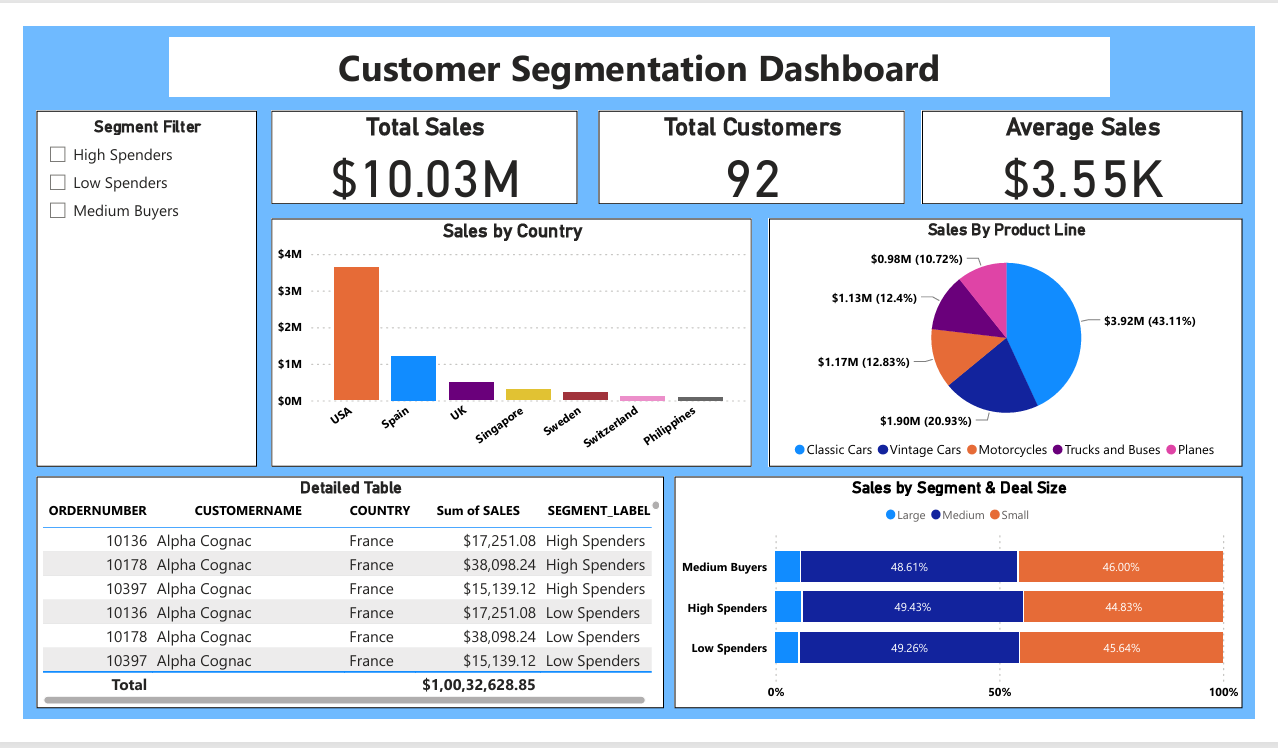 Customer Segmentation Dashboard
Segment Filter
High Spenders
Low Spenders
Medium Buyers
Total Sales
$10.03M
Total Customers
92
Average Sales
$3.55K
Sales by Country
$4M
$3M
$2M
$1M
$0M
USA
Spain
UK
Singapore
Sweden
Switzerland
Philippines
Sales By Product Line
$0.98M (10.72%)
$1.13M (12.4%)
$3.92M (43.11%)
$1.17M (12.83%)
$1.90M (20.93%)
Classic Cars Vintage Cars Motorcycles Trucks and Buses Planes
Detailed Table
ORDERNUMBER CUSTOMERNAME COUNTRY Sum of SALES SEGMENT_LABEL
10136 Alpha Cognac France $17,251.08 High Spenders
10178 Alpha Cognac France $38,098.24 High Spenders
10397 Alpha Cognac France $15,139.12 High Spenders
10136 Alpha Cognac France $17,251.08 Low Spenders
10178 Alpha Cognac France $38,098.24 Low Spenders
10397 Alpha Cognac France $15,139.12 Low Spenders
Total $1,00,32,628.85
Sales by Segment & Deal Size
Large Medium Small
Medium Buyers 48.61% 46.00%
High Spenders 49.43% 44.83%
Low Spenders 49.26% 45.64%
0% 50% 100%